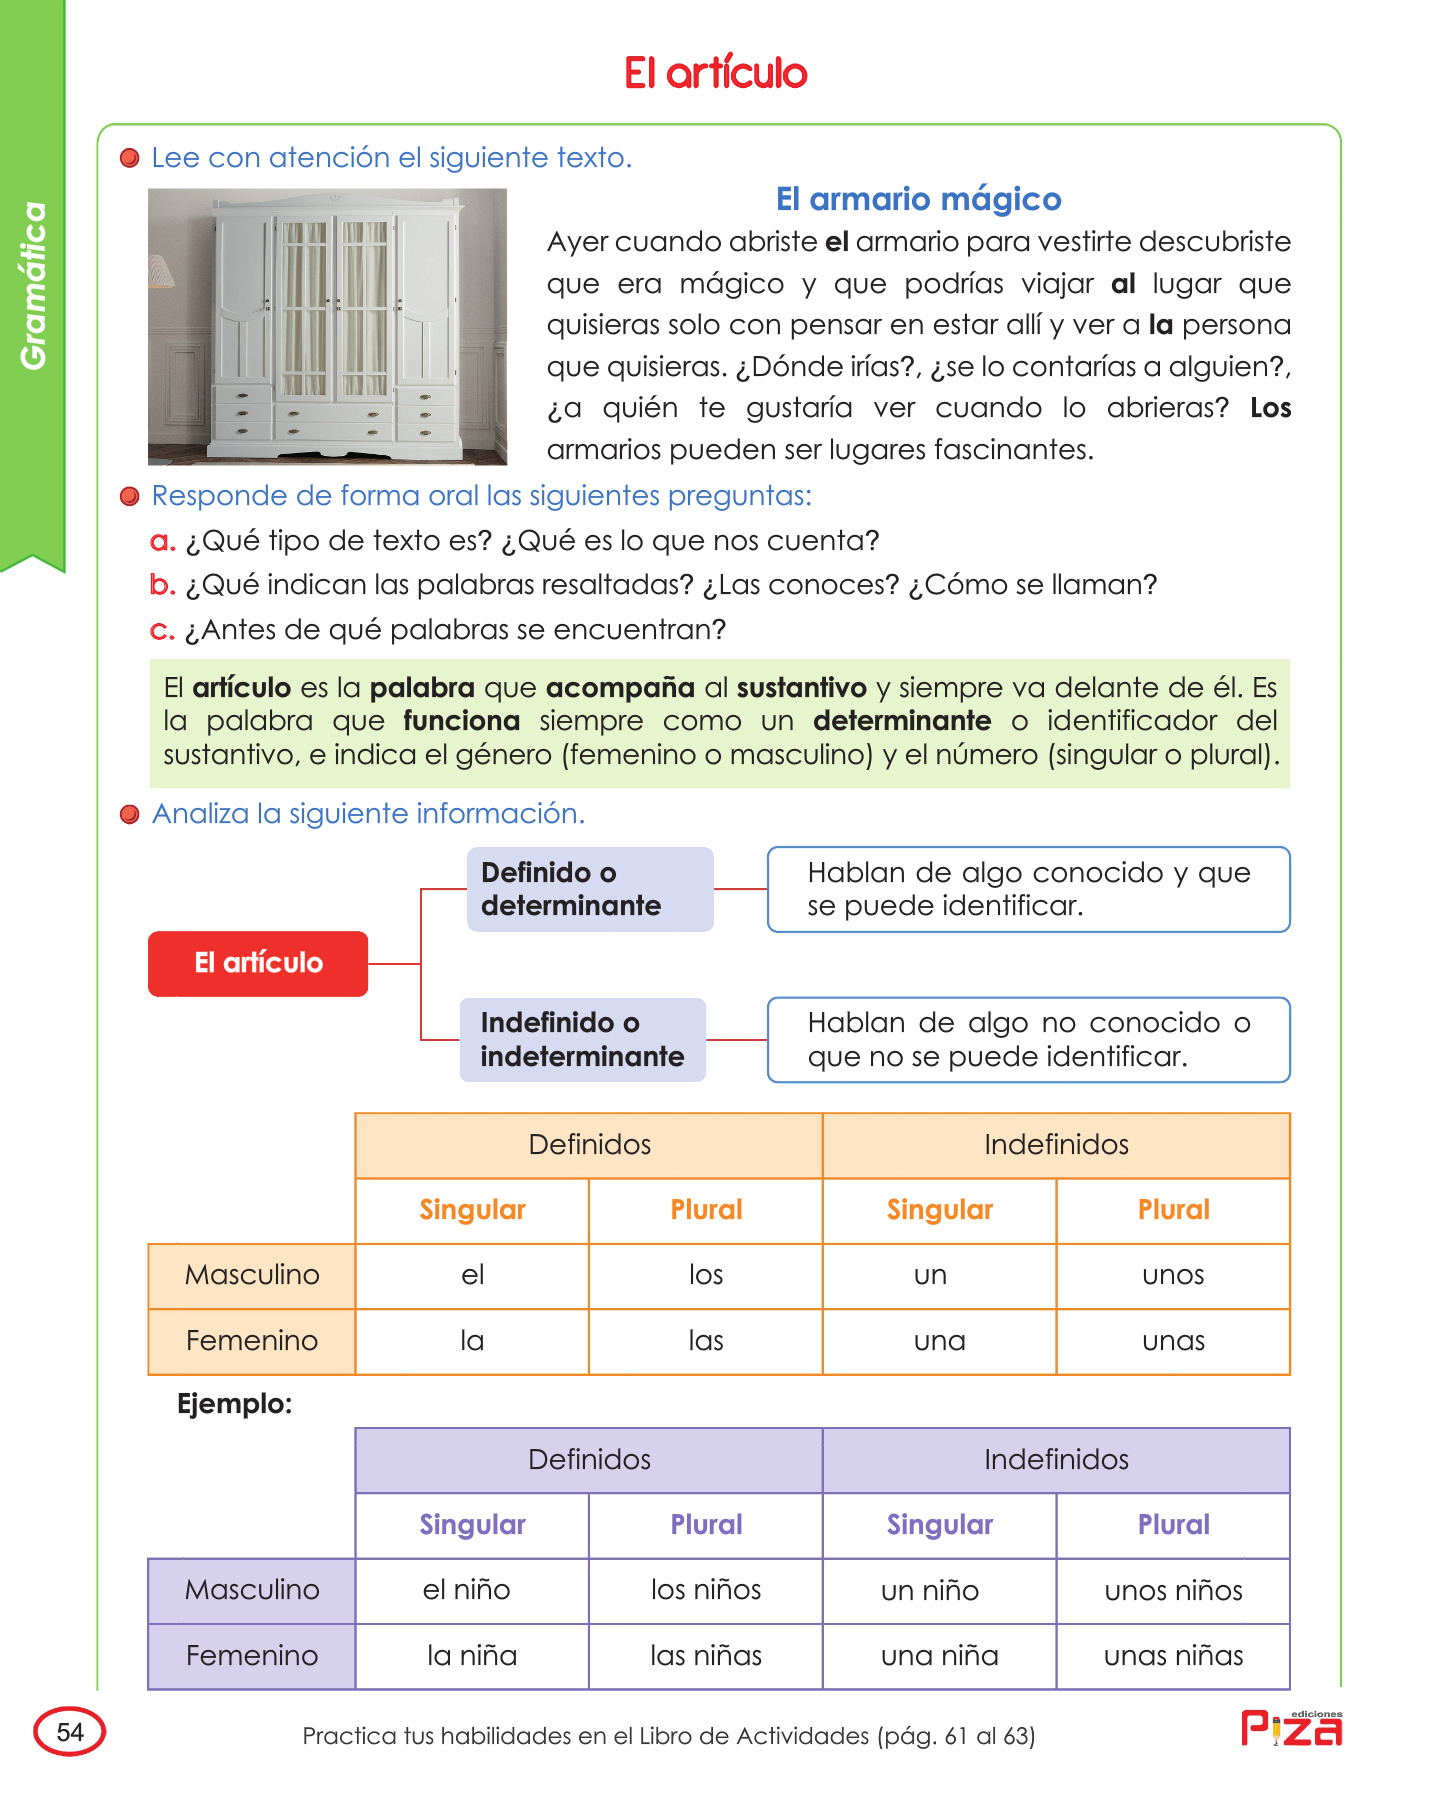 Gramática
El artículo
Lee con atención el siguiente texto.
El armario mágico
Ayer cuando abriste el armario para vestirte descubriste
que era mágico y que podrías viajar al lugar que
quisieras solo con pensar en estar allí y ver a la persona
que quisieras. ¿Dónde irías?, ¿se lo contarías a alguien?,
¿a quién te gustaría ver cuando lo abrieras? Los
armarios pueden ser lugares fascinantes.
Responde de forma oral las siguientes preguntas:
a. ¿Qué tipo de texto es? ¿Qué es lo que nos cuenta?
b. ¿Qué indican las palabras resaltadas? ¿Las conoces? ¿Cómo se llaman?
c. ¿Antes de qué palabras se encuentran?
El artículo es la palabra que acompaña al sustantivo y siempre va delante de él. Es
la palabra que funciona siempre como un determinante o identificador del
sustantivo, e indica el género (femenino o masculino) y el número (singular o plural).
Analiza la siguiente información.
El artículo
Definido o
determinante
Hablan de algo conocido y que
se puede identificar.
Indefinido o
indeterminante
Hablan de algo no conocido o
que no se puede identificar.
Definidos Indefinidos
Singular Plural Singular Plural
Masculino el los un unos
Femenino la las una unas
Ejemplo:
Definidos Indefinidos
Singular Plural Singular Plural
Masculino el niño los niños un niño unos niños
Femenino la niña las niñas una niña unas niñas
54
Practica tus habilidades en el Libro de Actividades (pág. 61 al 63)
ediciones
Piza